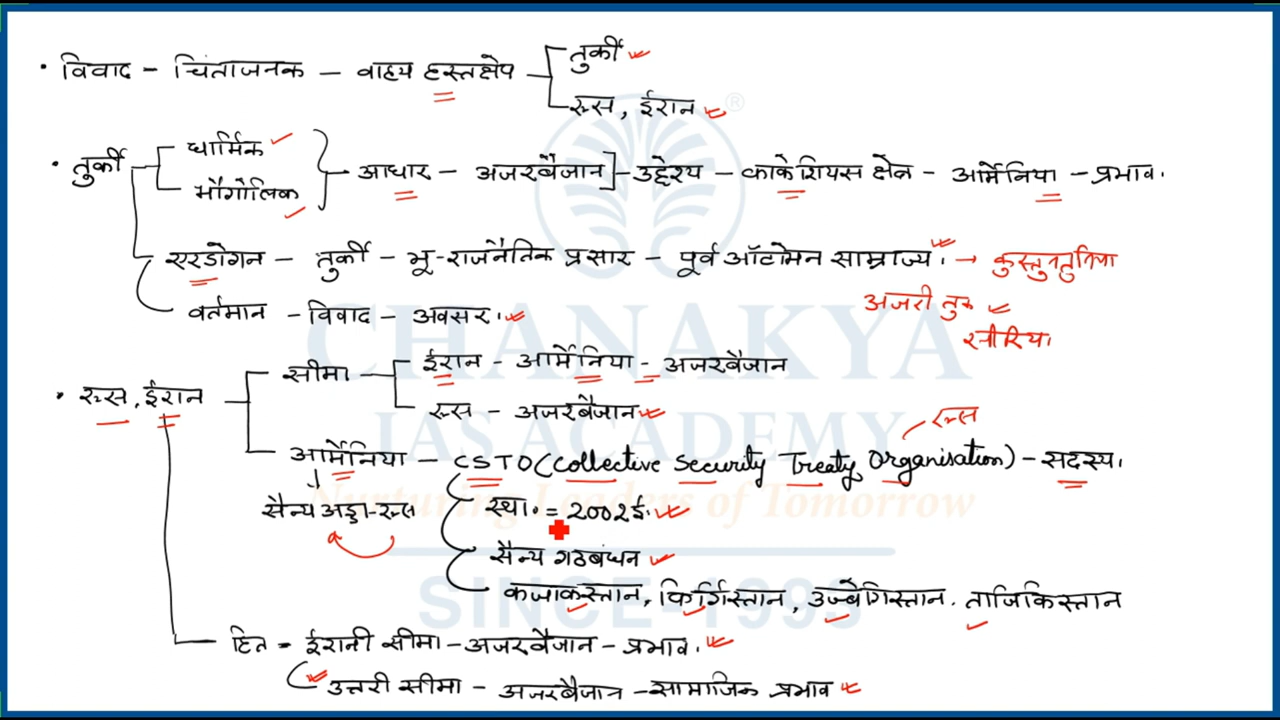 • विवाद – चिंताजनक – वाह्य हस्तक्षेप
तुर्की
रूस, ईरान
• तुर्की
धार्मिक
भौगोलिक
आधार – अजरबैजान] – उद्देश्य – काकेशियस क्षेत्र – आर्मेनिया – प्रभाव.
एरडोगन – तुर्की – भू-राजनैतिक प्रसार – पूर्व ऑटोमन साम्राज्य. → कुस्तुनतुनिया
अजरी तुर्क
सीरिया
वर्तमान – विवाद – अवसर.
• रूस, ईरान
सीमा
ईरान – आर्मेनिया – अजरबैजान
रूस – अजरबैजान
रूस
आर्मेनिया – CSTO (Collective Security Treaty Organisation) – सदस्य.
सैन्य अड्डा – रूस
स्था. = 2002 ई.
सैन्य गठबंधन
कजाकस्तान, किर्गिस्तान, उज्बेगिस्तान. ताजिकिस्तान
हित = ईरानी सीमा – अजरबैजान – प्रभाव.
उत्तरी सीमा – अजरबैजान – सामाजिक प्रभाव
CHANAKYA
IAS ACADEMY
Nurturing Leaders of Tomorrow
SINCE-1993